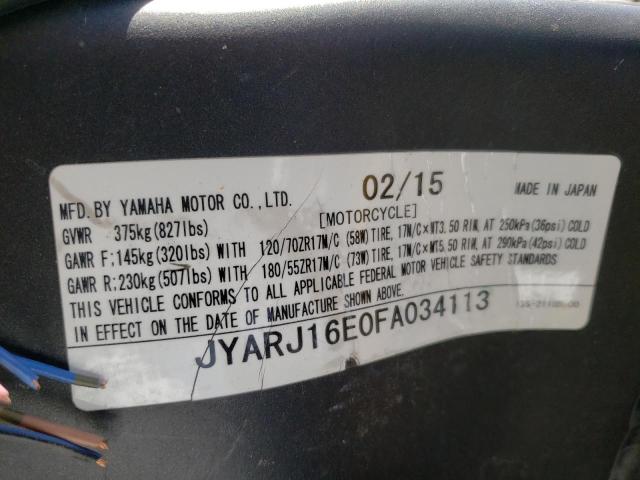 MFD. BY YAMAHA MOTOR CO., LTD. 02/15 MADE IN JAPAN
GVWR 375kg(827lbs) [MOTORCYCLE]
GAWR F;145kg(320lbs) WITH 120/70ZR17M/C (58W) TIRE, 17M/C×MT3.50 RIM, AT 250kPa(36psi) COLD
GAWR R;230kg(507lbs) WITH 180/55ZR17M/C (73W) TIRE, 17M/C×MT5.50 RIM, AT 290kPa(42psi) COLD
THIS VEHICLE CONFORMS TO ALL APPLICABLE FEDERAL MOTOR VEHICLE SAFETY STANDARDS
IN EFFECT ON THE DATE OF MANUFACTURE SHOWN ABOVE.
JYARJ16E0FA034113